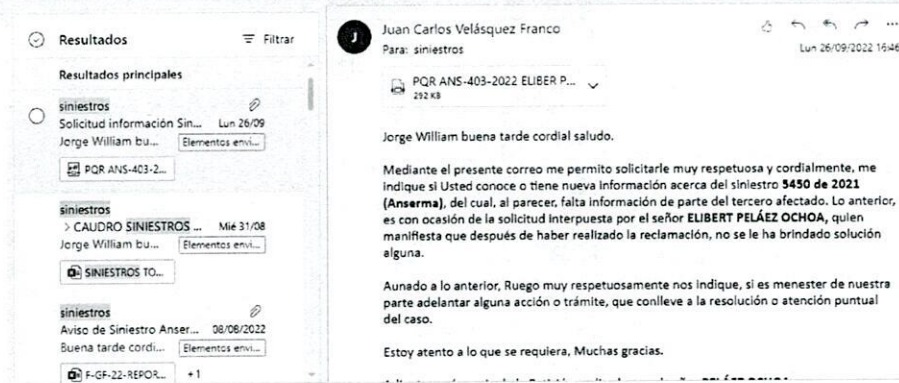 Resultados
Filtrar
Resultados principales
siniestros
Solicitud información Sin... Lun 26/09
Jorge William bu... Elementos envi...
PQR ANS-403-2...
siniestros
> CAUDRO SINIESTROS ... Mié 31/08
Jorge William bu... Elementos envi...
SINIESTROS TO...
siniestros
Aviso de Siniestro Anser... 08/08/2022
Buena tarde cordi... Elementos envi...
F-GF-22-REPOR... +1
J
Juan Carlos Velásquez Franco
Para: siniestros
Lun 26/09/2022 16:46
PQR ANS-403-2022 ELIBER P...
292 KB
Jorge William buena tarde cordial saludo.
Mediante el presente correo me permito solicitarle muy respetuosa y cordialmente, me
indique si Usted conoce o tiene nueva información acerca del siniestro 5450 de 2021
(Anserma), del cual, al parecer, falta información de parte del tercero afectado. Lo anterior,
es con ocasión de la solicitud interpuesta por el señor ELIBERT PELÁEZ OCHOA, quien
manifiesta que después de haber realizado la reclamación, no se le ha brindado solución
alguna.
Aunado a lo anterior, Ruego muy respetuosamente nos indique, si es menester de nuestra
parte adelantar alguna acción o trámite, que conlleve a la resolución o atención puntual
del caso.
Estoy atento a lo que se requiera, Muchas gracias.